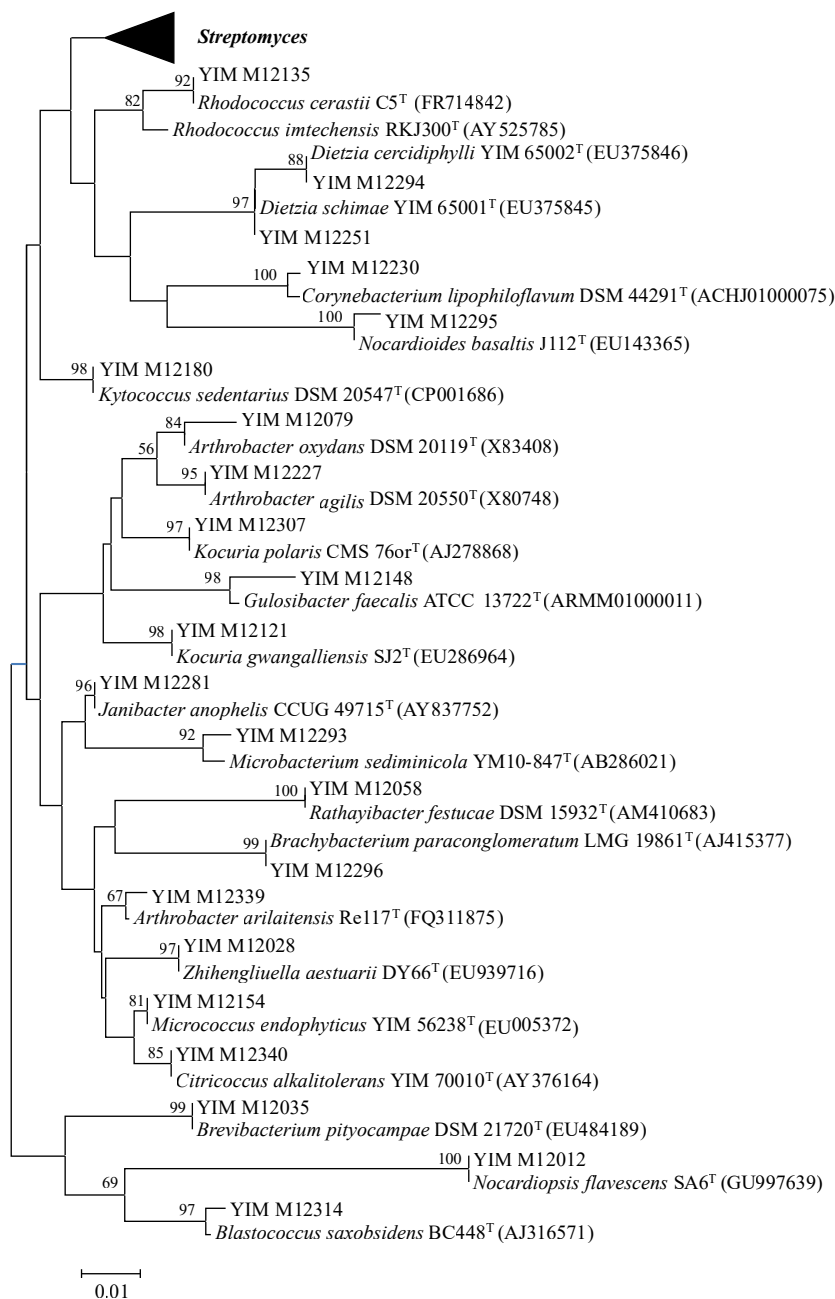 Streptomyces
92 YIM M12135
82 Rhodococcus cerastii C5T (FR714842)
Rhodococcus imtechensis RKJ300T (AY525785)
88 Dietzia cercidiphylli YIM 65002T (EU375846)
YIM M12294
97 Dietzia schimae YIM 65001T (EU375845)
YIM M12251
100 YIM M12230
Corynebacterium lipophiloflavum DSM 44291T (ACHJ01000075)
100 YIM M12295
Nocardioides basaltis J112T (EU143365)
98 YIM M12180
Kytococcus sedentarius DSM 20547T (CP001686)
84 YIM M12079
56 Arthrobacter oxydans DSM 20119T (X83408)
95 YIM M12227
Arthrobacter agilis DSM 20550T (X80748)
97 YIM M12307
Kocuria polaris CMS 76orT (AJ278868)
98 YIM M12148
Gulosibacter faecalis ATCC 13722T (ARMM01000011)
98 YIM M12121
Kocuria gwangalliensis SJ2T (EU286964)
96 YIM M12281
Janibacter anophelis CCUG 49715T (AY837752)
92 YIM M12293
Microbacterium sediminicola YM10-847T (AB286021)
100 YIM M12058
Rathayibacter festucae DSM 15932T (AM410683)
99 Brachybacterium paraconglomeratum LMG 19861T (AJ415377)
YIM M12296
67 YIM M12339
Arthrobacter arilaitensis Re117T (FQ311875)
97 YIM M12028
Zhihengliuella aestuarii DY66T (EU939716)
81 YIM M12154
Micrococcus endophyticus YIM 56238T (EU005372)
85 YIM M12340
Citricoccus alkalitolerans YIM 70010T (AY376164)
99 YIM M12035
Brevibacterium pityocampae DSM 21720T (EU484189)
100 YIM M12012
69 Nocardiopsis flavescens SA6T (GU997639)
97 YIM M12314
Blastococcus saxobsidens BC448T (AJ316571)
0.01